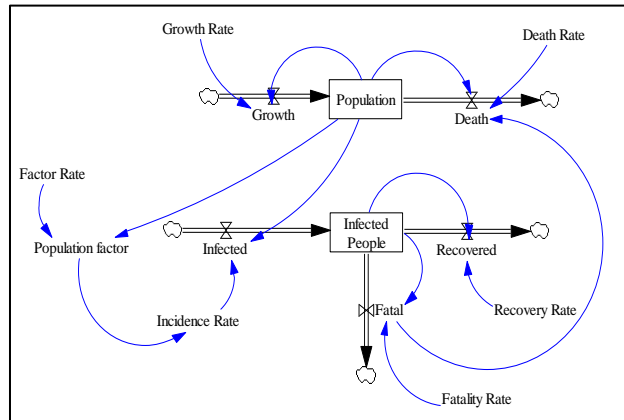 Growth Rate
Death Rate
Population
Growth
Death
Factor Rate
Population factor
Infected
Infected
People
Recovered
Incidence Rate
Fatal
Recovery Rate
Fatality Rate